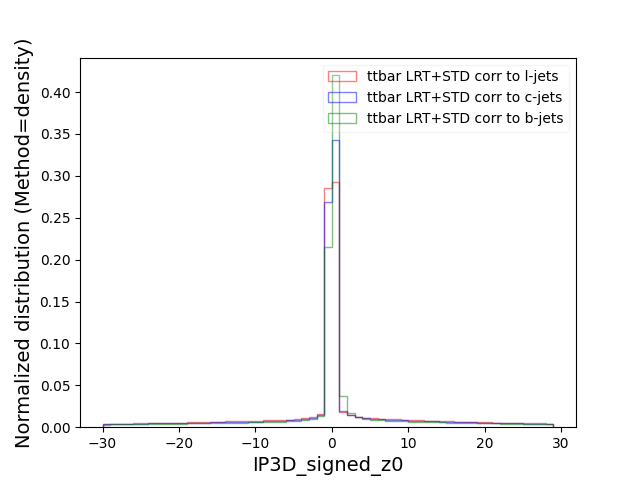 ttbar LRT+STD corr to l-jets
ttbar LRT+STD corr to c-jets
ttbar LRT+STD corr to b-jets
Normalized distribution (Method=density)
0.40
0.35
0.30
0.25
0.20
0.15
0.10
0.05
0.00
−30 −20 −10 0 10 20 30
IP3D_signed_z0